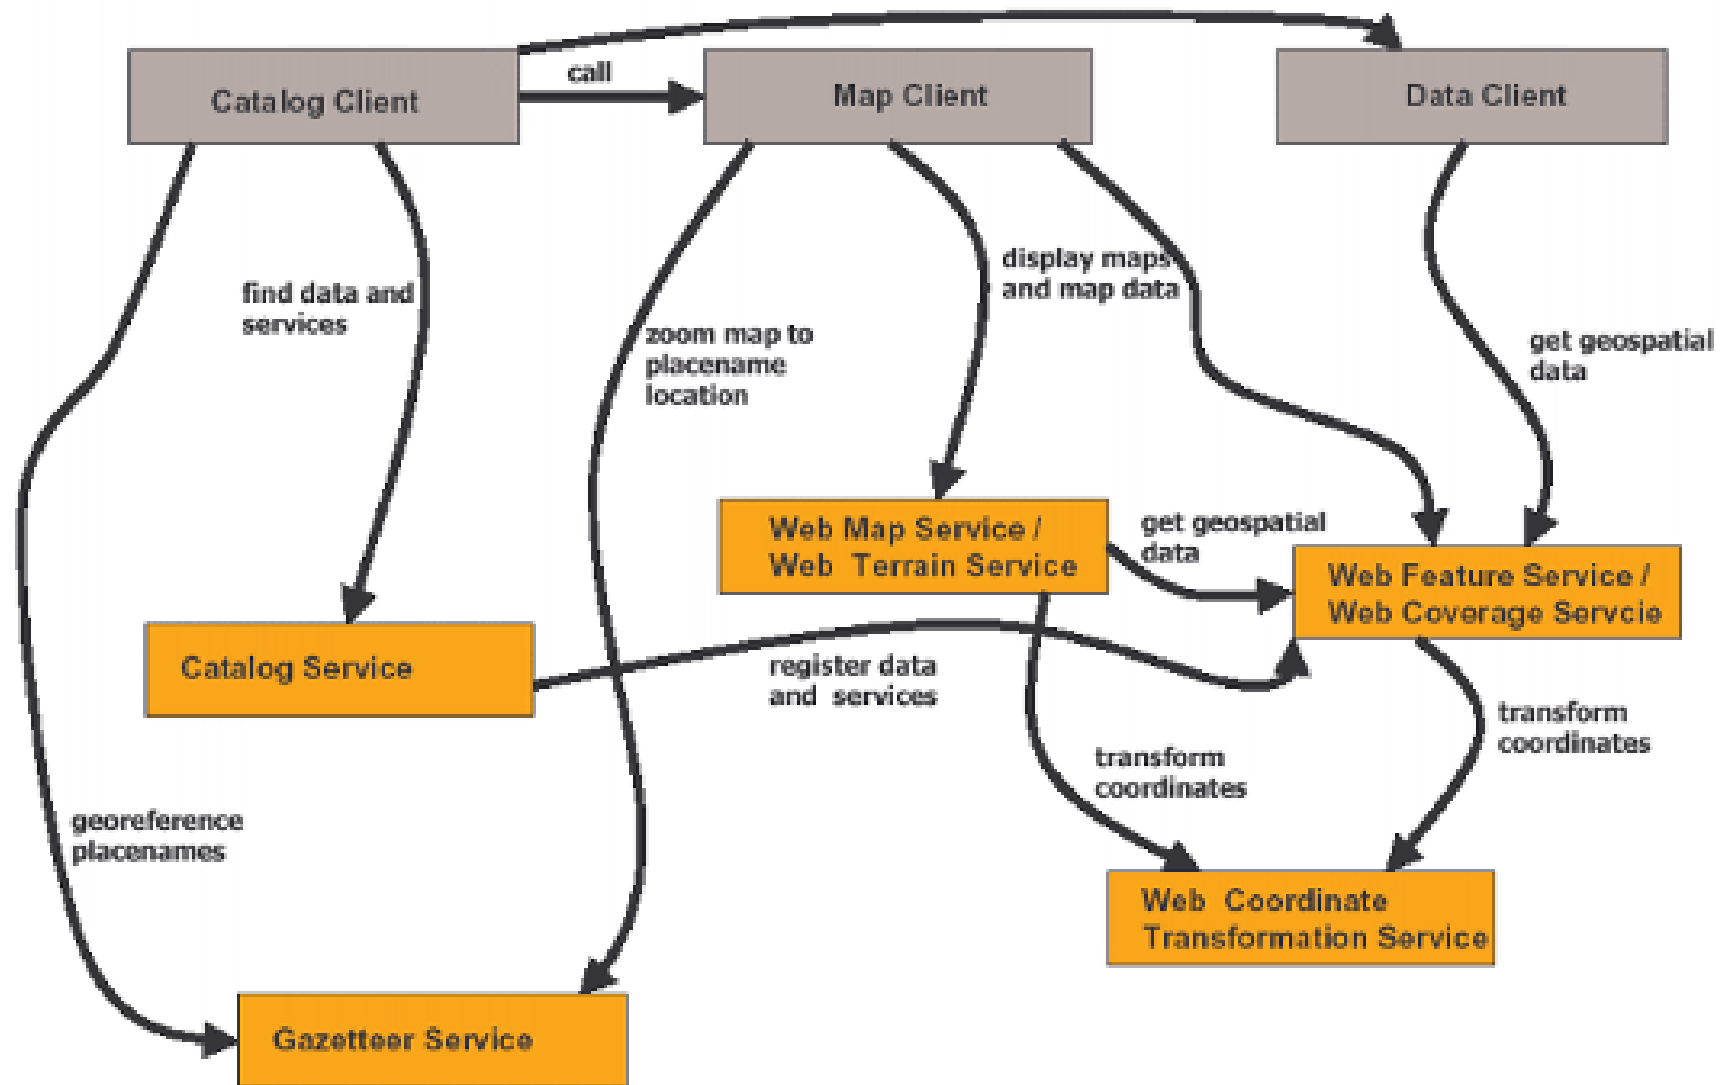 Catalog Client
call
Map Client
Data Client
find data and
services
zoom map to
placename
location
display maps
and map data
get geospatial
data
Web Map Service /
Web Terrain Service
get geospatial
data
Web Feature Service /
Web Coverage Servcie
Catalog Service
register data
and services
transform
coordinates
transform
coordinates
georeference
placenames
Web Coordinate
Transformation Service
Gazetteer Service